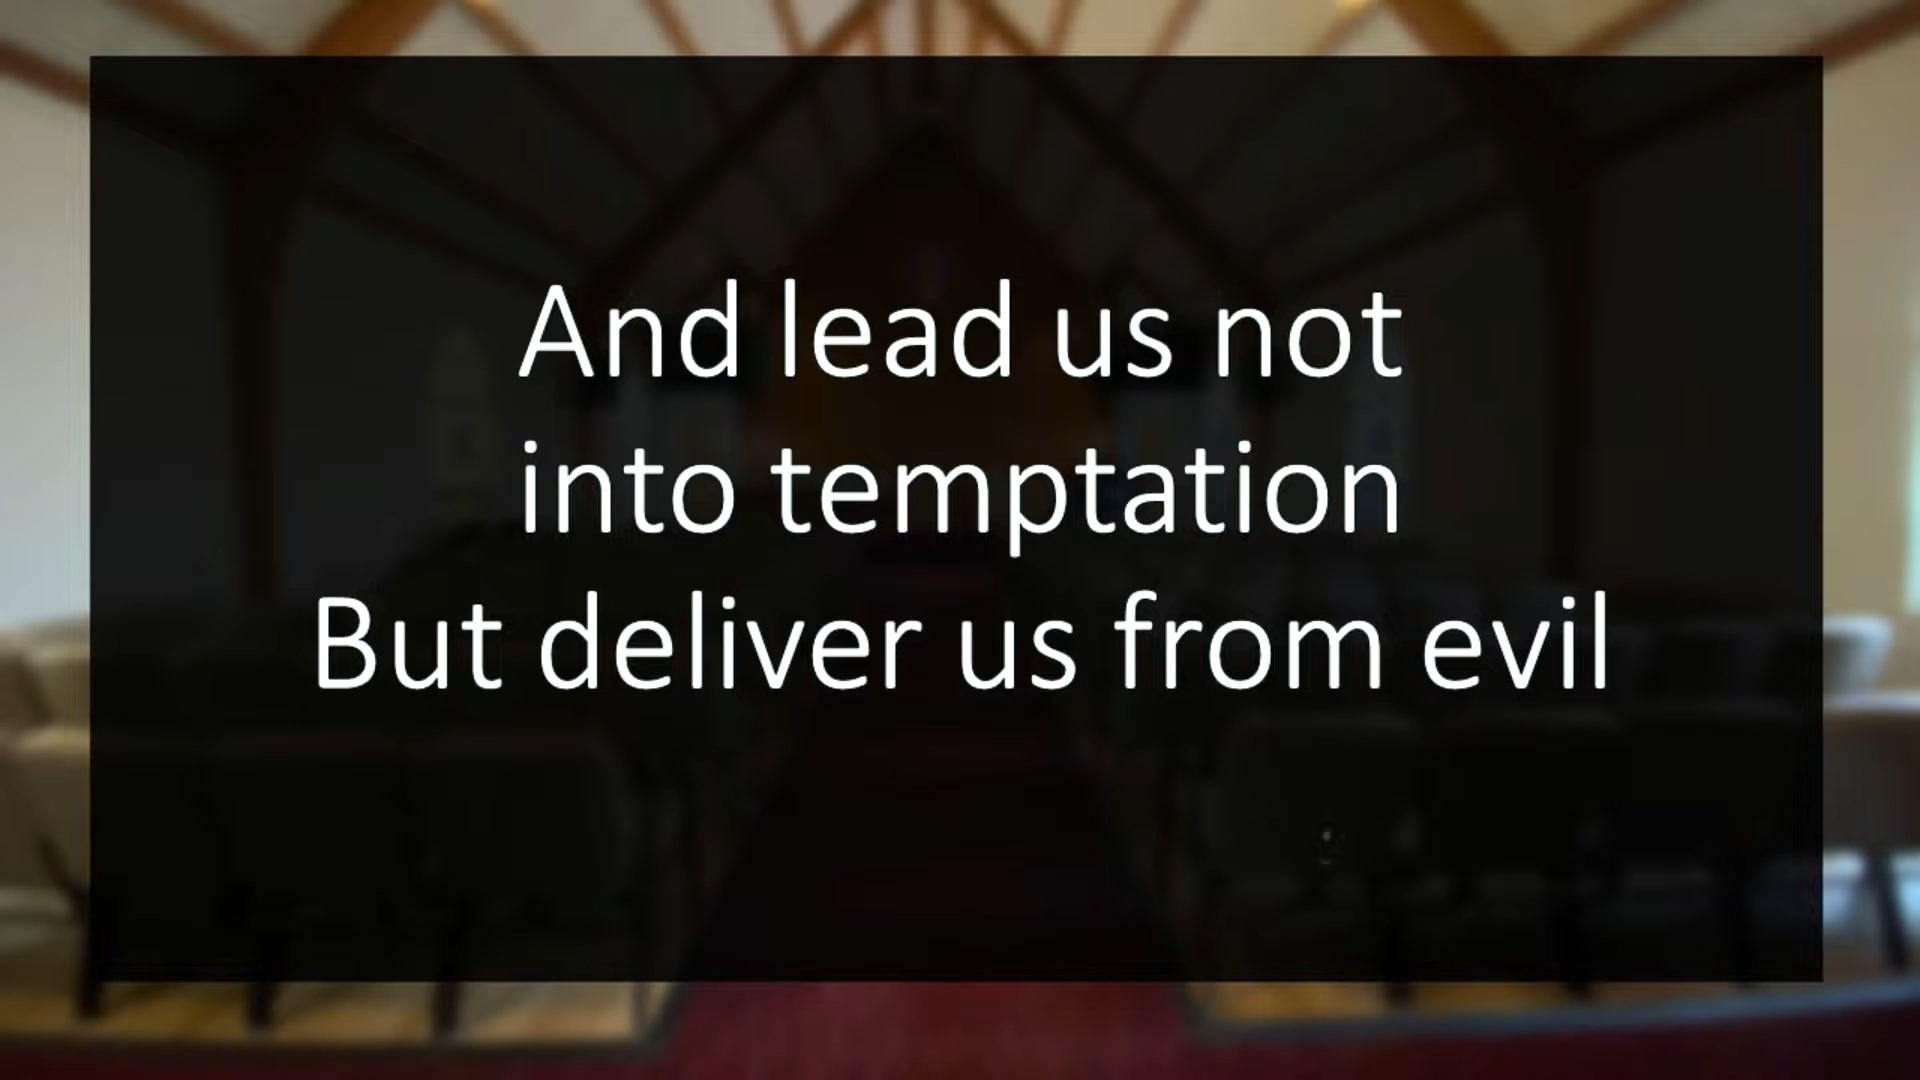 And lead us not
into temptation
But deliver us from evil